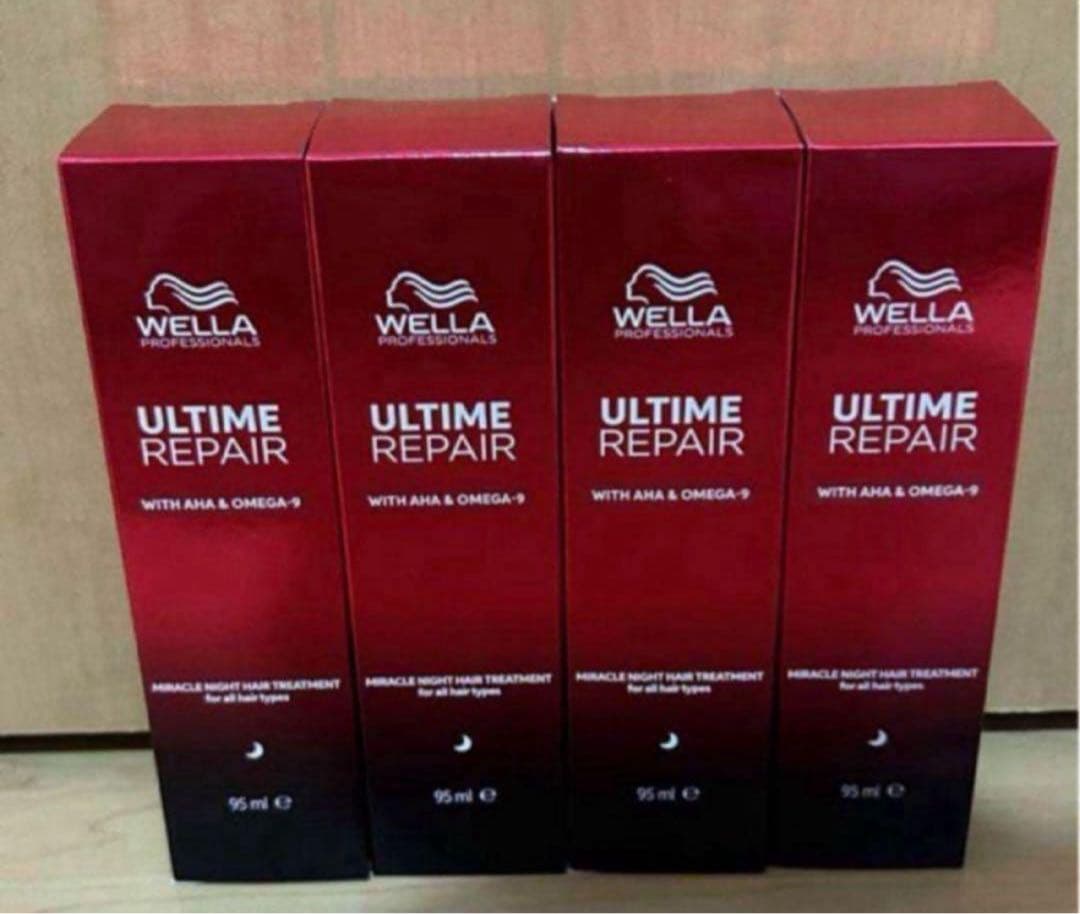 WELLA
PROFESSIONALS
ULTIME
REPAIR
WITH AHA & OMEGA-9
MIRACLE NIGHT HAIR TREATMENT
for all hair types
95 ml e
WELLA
PROFESSIONALS
ULTIME
REPAIR
WITH AHA & OMEGA-9
MIRACLE NIGHT HAIR TREATMENT
for all hair types
95 ml e
WELLA
PROFESSIONALS
ULTIME
REPAIR
WITH AHA & OMEGA-9
MIRACLE NIGHT HAIR TREATMENT
for all hair types
95 ml e
WELLA
PROFESSIONALS
ULTIME
REPAIR
WITH AHA & OMEGA-9
MIRACLE NIGHT HAIR TREATMENT
for all hair types
95 ml e